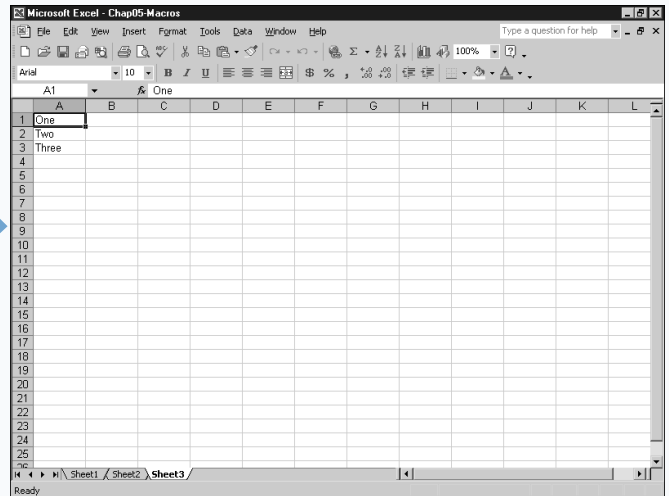 Microsoft Excel - Chap05-Macros
File Edit View Insert Format Tools Data Window Help Type a question for help
100%
Arial 10 B I U $ % ,
A1 fx One
A B C D E F G H I J K L
1 One
2 Two
3 Three
4
5
6
7
8
9
10
11
12
13
14
15
16
17
18
19
20
21
22
23
24
25
26
Sheet1 Sheet2 Sheet3
Ready